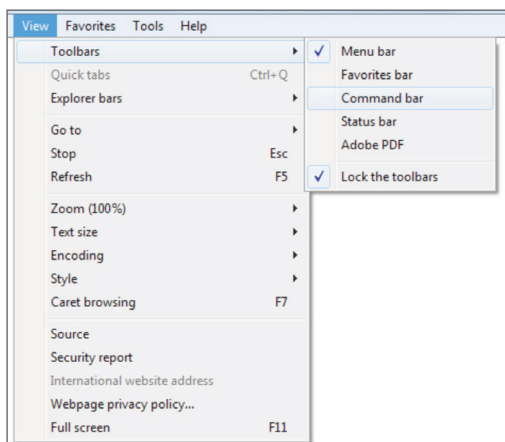 View Favorites Tools Help
Toolbars
Quick tabs Ctrl+Q
Explorer bars
Go to
Stop Esc
Refresh F5
Zoom (100%)
Text size
Encoding
Style
Caret browsing F7
Source
Security report
International website address
Webpage privacy policy...
Full screen F11
Menu bar
Favorites bar
Command bar
Status bar
Adobe PDF
Lock the toolbars